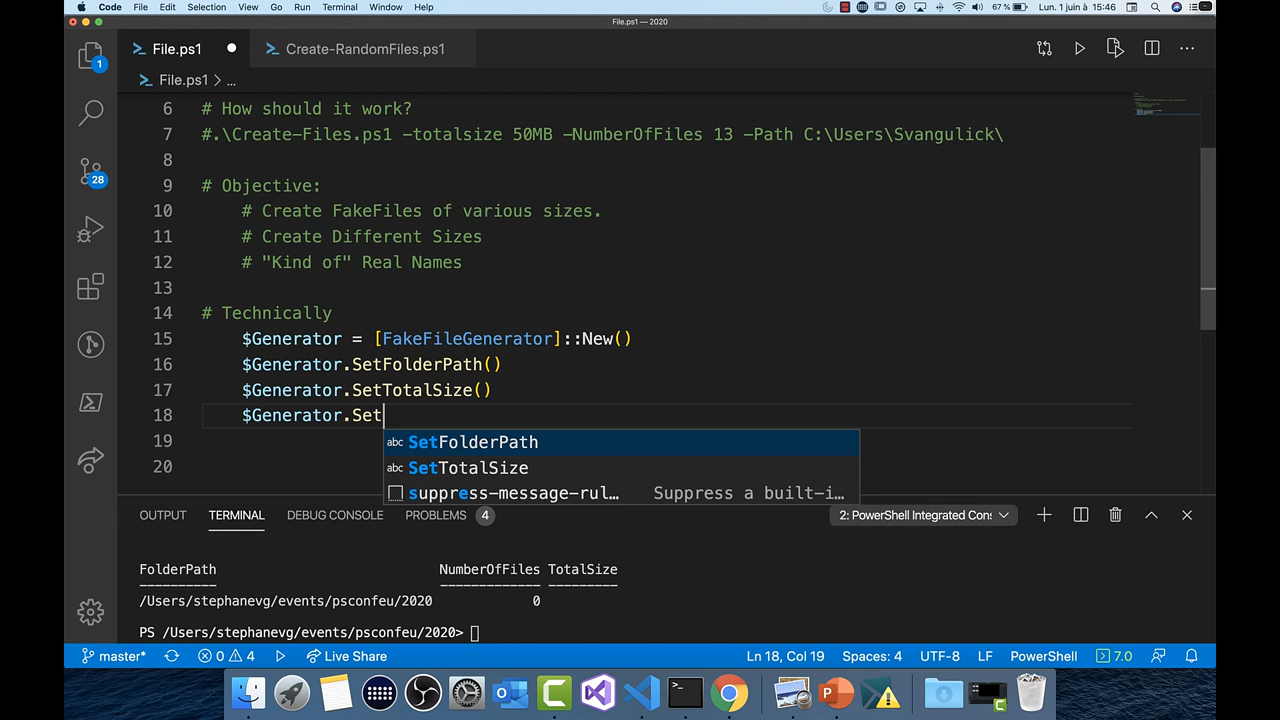 Code File Edit Selection View Go Run Terminal Window Help 67 % Lun. 1 juin à 15:46
File.ps1 — 2020
File.ps1 Create-RandomFiles.ps1
File.ps1 > ...
6 # How should it work?
7 #.\Create-Files.ps1 -totalsize 50MB -NumberOfFiles 13 -Path C:\Users\Svangulick\
8
9 # Objective:
10 # Create FakeFiles of various sizes.
11 # Create Different Sizes
12 # "Kind of" Real Names
13
14 # Technically
15 $Generator = [FakeFileGenerator]::New()
16 $Generator.SetFolderPath()
17 $Generator.SetTotalSize()
18 $Generator.Set
abc SetFolderPath
19
abc SetTotalSize
20
suppress-message-rul... Suppress a built-i...
1
28
OUTPUT TERMINAL DEBUG CONSOLE PROBLEMS 4 2: PowerShell Integrated Cons
FolderPath NumberOfFiles TotalSize
---------- ------------- ---------
/Users/stephanevg/events/psconfeu/2020 0
PS /Users/stephanevg/events/psconfeu/2020>
master* 0 4 Live Share Ln 18, Col 19 Spaces: 4 UTF-8 LF PowerShell 7.0